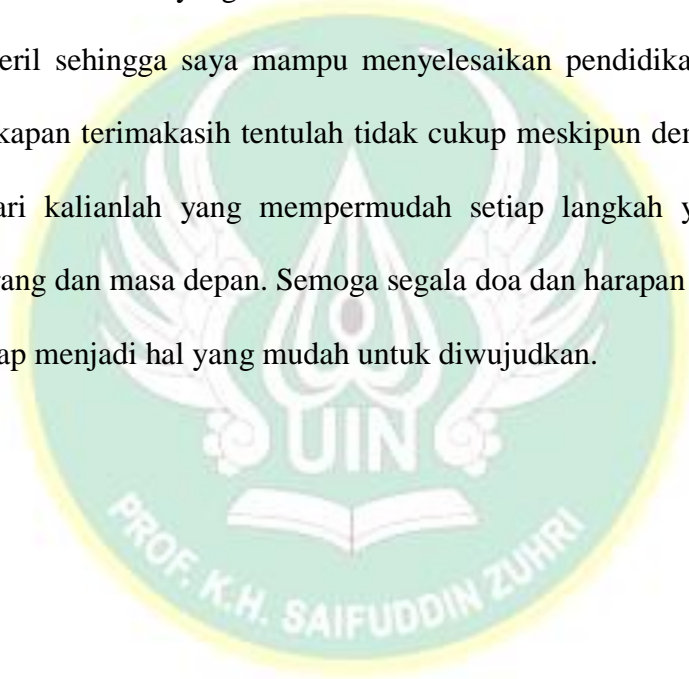 yang
eril sehingga saya mampu menyelesaikan pendidika
kapan terimakasih tentulah tidak cukup meskipun der
ari kalianlah yang mempermudah setiap langkah y
rang dan masa depan. Semoga segala doa dan harapan
ap menjadi hal yang mudah untuk diwujudkan.
UIN
PROF. K.H. SAIFUDDIN ZUHRI